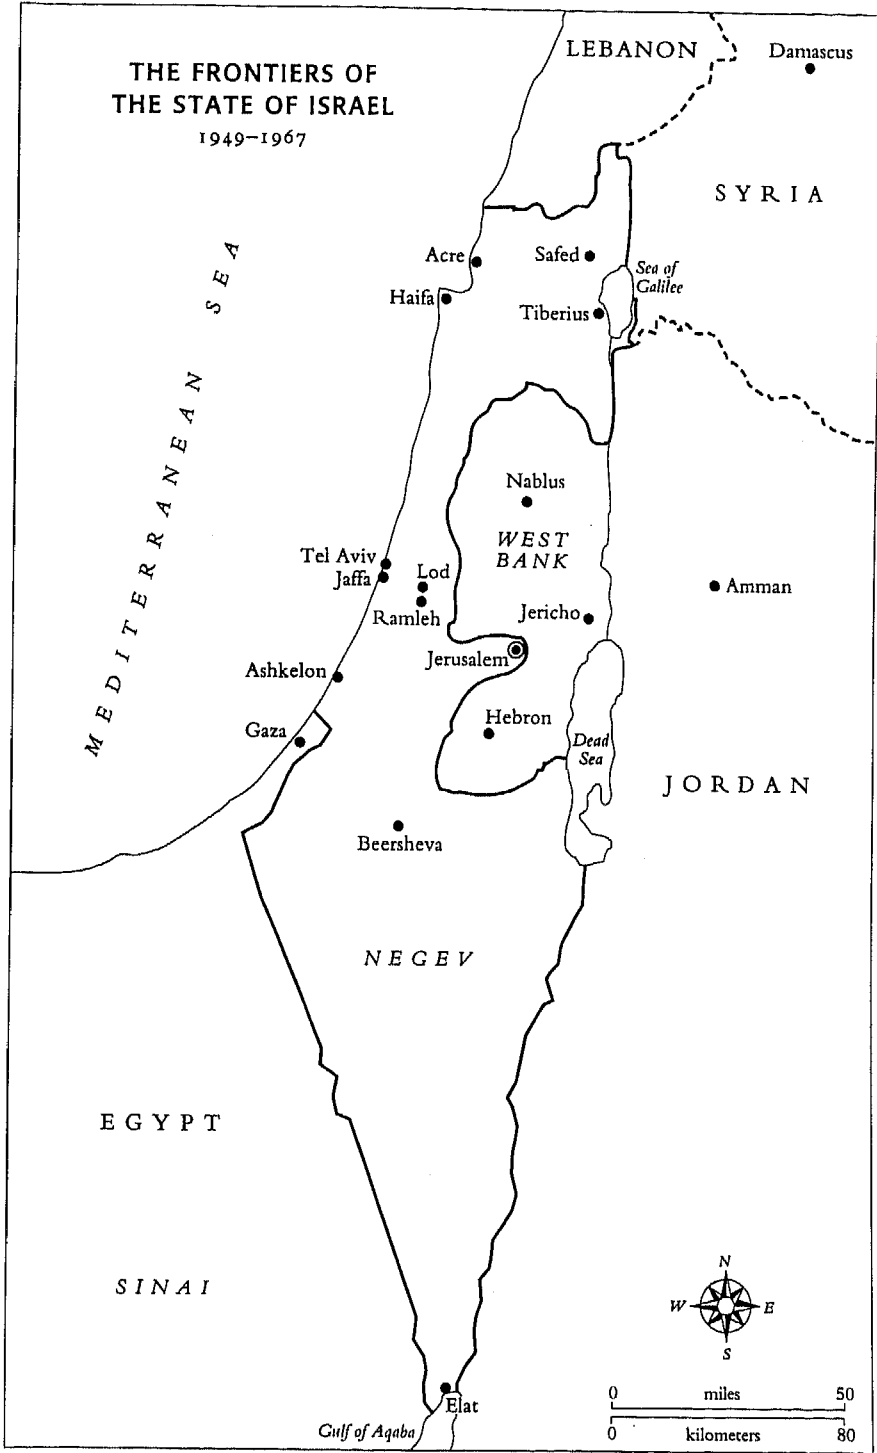 THE FRONTIERS OF
THE STATE OF ISRAEL
1949–1967
LEBANON
Damascus
SYRIA
MEDITERRANEAN SEA
Acre
Safed
Sea of
Galilee
Haifa
Tiberius
Nablus
WEST
BANK
Tel Aviv
Jaffa
Lod
Ramleh
Jericho
Amman
Jerusalem
Ashkelon
Gaza
Hebron
Dead
Sea
JORDAN
Beersheva
NEGEV
EGYPT
SINAI
N
W
E
S
0 miles 50
0 kilometers 80
Elat
Gulf of Aqaba